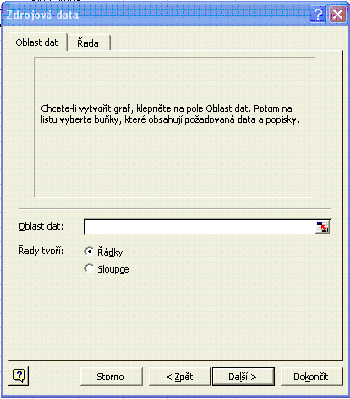 Zdrojová data
Oblast dat Řada
Chcete-li vytvořit graf, klepněte na pole Oblast dat. Potom na
listu vyberte buňky, které obsahují požadovaná data a popisky.
Oblast dat:
Řady tvoří: Řádky
Sloupce
Storno < Zpět Další > Dokončit